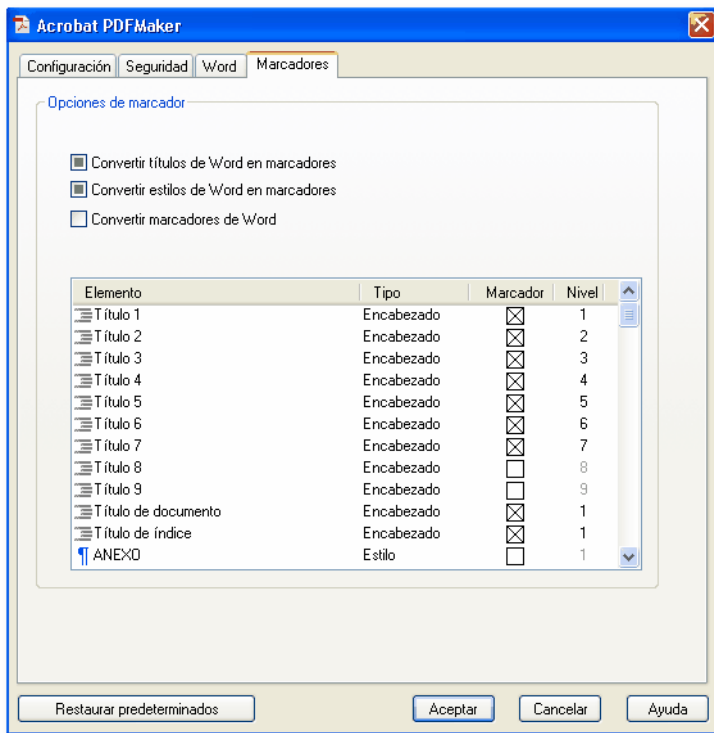 Acrobat PDFMaker
Configuración Seguridad Word Marcadores
Opciones de marcador
Convertir títulos de Word en marcadores
Convertir estilos de Word en marcadores
Convertir marcadores de Word
Elemento Tipo Marcador Nivel
Título 1 Encabezado 1
Título 2 Encabezado 2
Título 3 Encabezado 3
Título 4 Encabezado 4
Título 5 Encabezado 5
Título 6 Encabezado 6
Título 7 Encabezado 7
Título 8 Encabezado 8
Título 9 Encabezado 9
Título de documento Encabezado 1
Título de índice Encabezado 1
¶ ANEXO Estilo 1
Restaurar predeterminados Aceptar Cancelar Ayuda